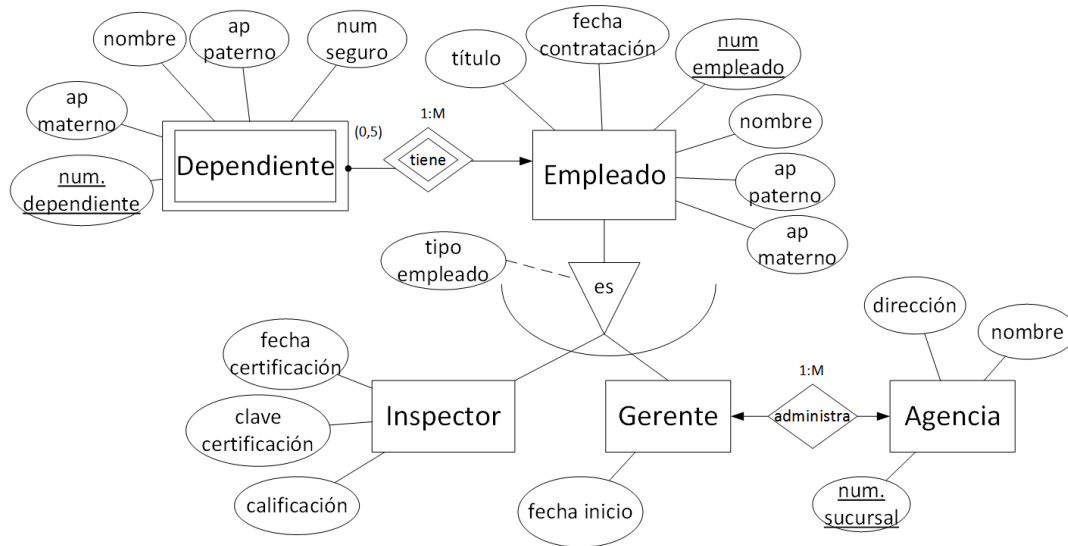 nombre
ap
paterno
num
seguro
ap
materno
num.
dependiente
Dependiente
(0,5)
1:M
tiene
título
fecha
contratación
num
empleado
nombre
ap
paterno
ap
materno
Empleado
tipo
empleado
es
fecha
certificación
clave
certificación
calificación
Inspector
Gerente
fecha inicio
1:M
administra
dirección
nombre
Agencia
num.
sucursal